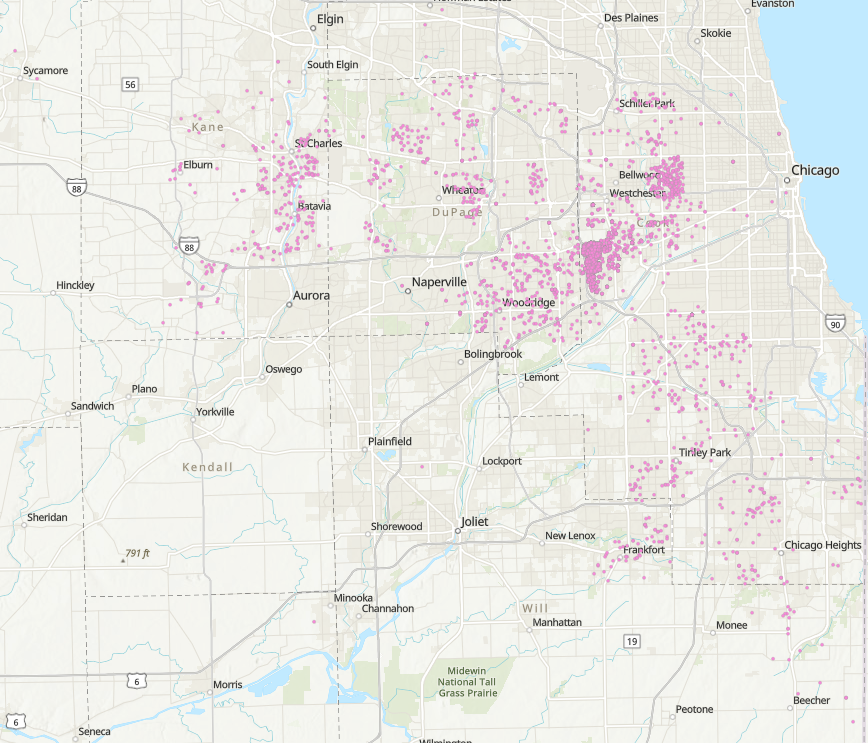 Evanston
Elgin
Des Plaines
Skokie
Sycamore
South Elgin
56
Schiller Park
Kane
St Charles
Elburn
Bellwood
Chicago
88
Wheaton
Westchester
Batavia
DuPage
Cook
88
Hinckley
Naperville
Aurora
Woodridge
90
Bolingbrook
Oswego
Lemont
Plano
Sandwich
Yorkville
Plainfield
Tinley Park
Kendall
Lockport
Sheridan
Shorewood
Joliet
New Lenox
Chicago Heights
791 ft
Frankfort
Minooka
Channahon
Will
Manhattan
Monee
19
Midewin
National Tall
Grass Prairie
6
Morris
Beecher
Peotone
6
Seneca
Wilmington